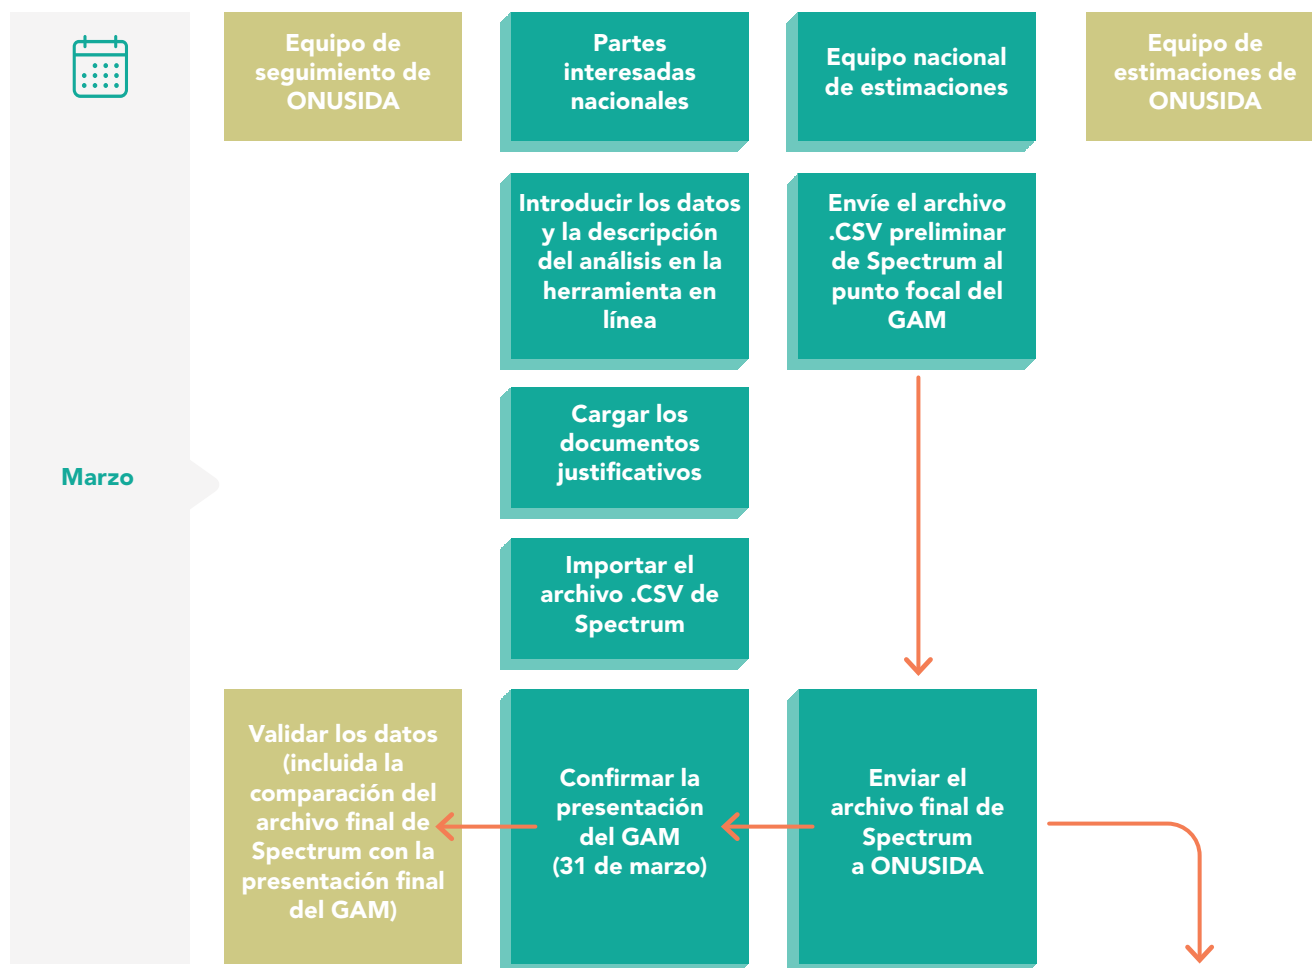 Equipo de
seguimiento de
ONUSIDA
Partes
interesadas
nacionales
Equipo nacional
de estimaciones
Equipo de
estimaciones de
ONUSIDA
Marzo
Introducir los datos
y la descripción
del análisis en la
herramienta en
línea
Envíe el archivo
.CSV preliminar
de Spectrum al
punto focal del
GAM
Cargar los
documentos
justificativos
Importar el
archivo .CSV de
Spectrum
Validar los datos
(incluida la
comparación del
archivo final de
Spectrum con la
presentación final
del GAM)
Confirmar la
presentación
del GAM
(31 de marzo)
Enviar el
archivo final de
Spectrum
a ONUSIDA